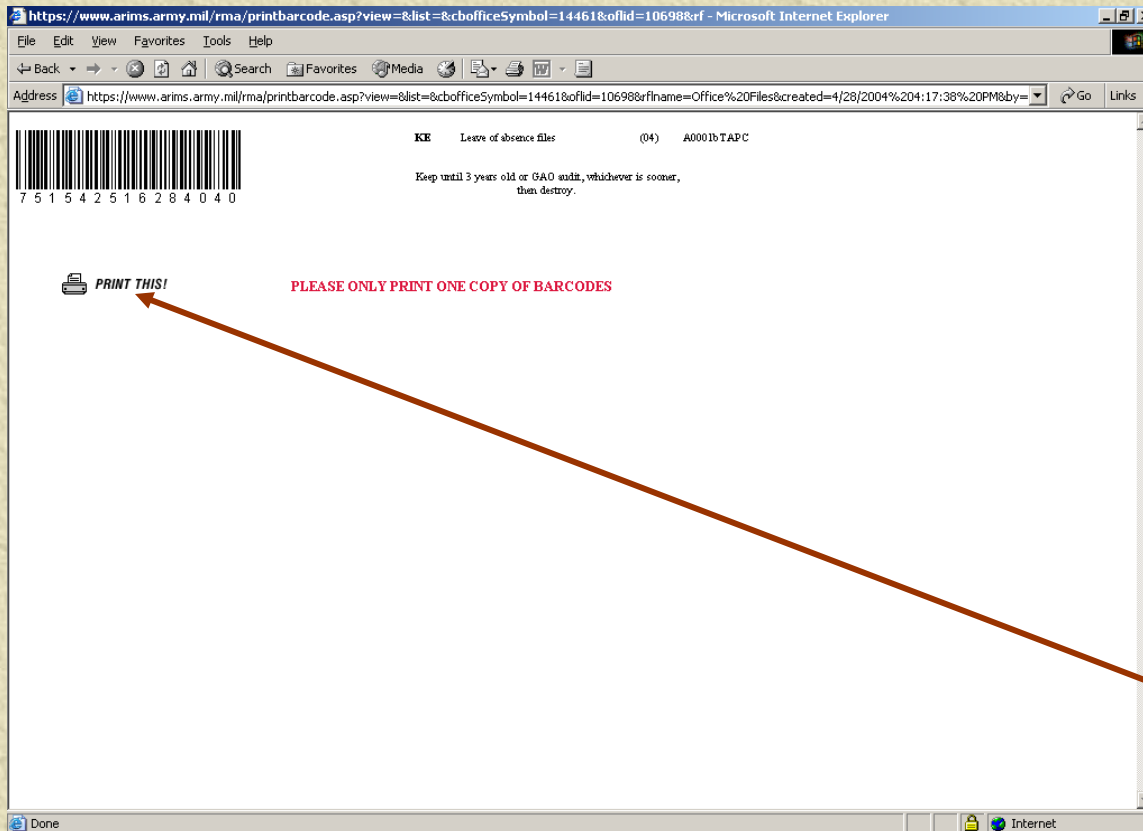 https://www.arims.army.mil/rma/printbarcode.asp?view=&list=&cbofficeSymbol=14461&oflid=10698&rf - Microsoft Internet Explorer
File Edit View Favorites Tools Help
Back Search Favorites Media
Address https://www.arims.army.mil/rma/printbarcode.asp?view=&list=&cbofficeSymbol=14461&oflid=10698&rflname=Office%20Files&created=4/28/2004%204:17:38%20PM&by= Go Links
KE Leave of absence files (04) A0001b TAPC
Keep until 3 years old or GAO audit, whichever is sooner,
then destroy.
7 5 1 5 4 2 5 1 6 2 8 4 0 4 0
PRINT THIS! PLEASE ONLY PRINT ONE COPY OF BARCODES
Done Internet